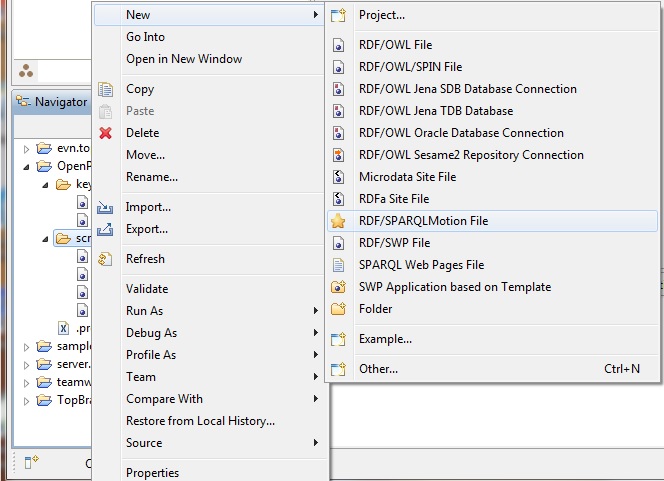 New
Go Into
Open in New Window
Copy
Paste
Delete
Move...
Rename...
Import...
Export...
Refresh
Validate
Run As
Debug As
Profile As
Team
Compare With
Restore from Local History...
Source
Properties
Project...
RDF/OWL File
RDF/OWL/SPIN File
RDF/OWL Jena SDB Database Connection
RDF/OWL Jena TDB Database
RDF/OWL Oracle Database Connection
RDF/OWL Sesame2 Repository Connection
Microdata Site File
RDFa Site File
RDF/SPARQLMotion File
RDF/SWP File
SPARQL Web Pages File
SWP Application based on Template
Folder
Example...
Other... Ctrl+N
Navigator
evn.to
OpenP
key
scr
.pr
sample
server.
teamw
TopBra